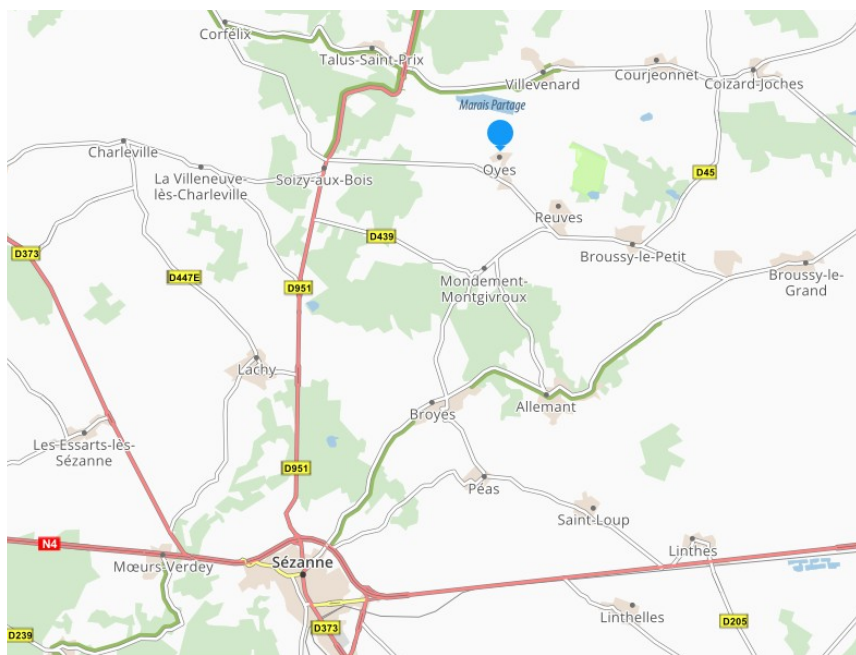 Corfélix
Talus-Saint-Prix
Villevenard
Courjeonnet
Coizard-Joches
Marais Partage
Charleville
La Villeneuve-
lès-Charleville
Soizy-aux-Bois
Oyes
D45
Reuves
D439
Broussy-le-Petit
D373
D447E
D951
Mondement-
Montgivroux
Broussy-le-
Grand
Lachy
Broyes
Allemant
Les Essarts-lès-
Sézanne
D951
Péas
Saint-Loup
N4
Mœurs-Verdey
Sézanne
Linthes
Linthelles
D239
D373
D205